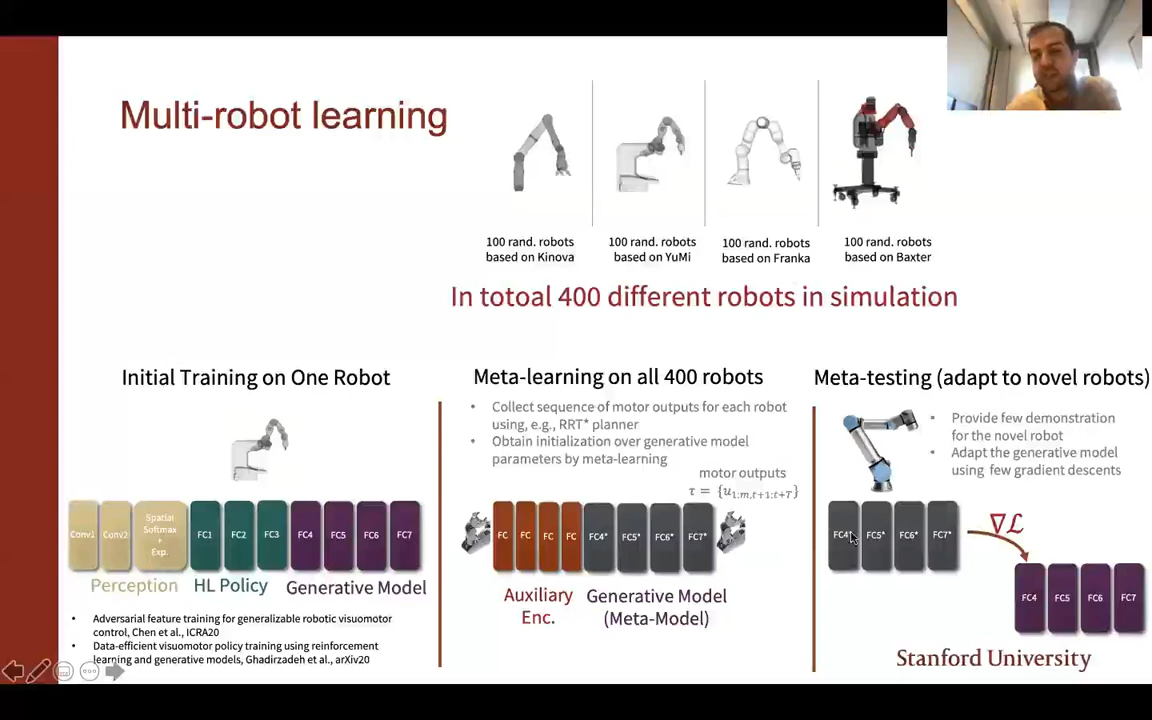 Multi-robot learning
100 rand. robots
based on Kinova
100 rand. robots
based on YuMi
100 rand. robots
based on Franka
100 rand. robots
based on Baxter
In totoal 400 different robots in simulation
Initial Training on One Robot
Conv1
Conv2
Spatial
Softmax
+
Exp.
FC1
FC2
FC3
FC4
FC5
FC6
FC7
Perception
HL Policy
Generative Model
• Adversarial feature training for generalizable robotic visuomotor
control, Chen et al., ICRA20
• Data-efficient visuomotor policy training using reinforcement
learning and generative models, Ghadirzadeh et al., arXiv20
Meta-learning on all 400 robots
• Collect sequence of motor outputs for each robot
using, e.g., RRT* planner
• Obtain initialization over generative model
parameters by meta-learning
motor outputs
τ = {u₁:ₘ,ₜ₊₁:ₜ₊T}
FC
FC
FC
FC
FC4*
FC5*
FC6*
FC7*
Auxiliary
Enc.
Generative Model
(Meta-Model)
Meta-testing (adapt to novel robots)
• Provide few demonstration
for the novel robot
• Adapt the generative model
using few gradient descents
FC4*
FC5*
FC6*
FC7*
∇ℒ
FC4
FC5
FC6
FC7
Stanford University